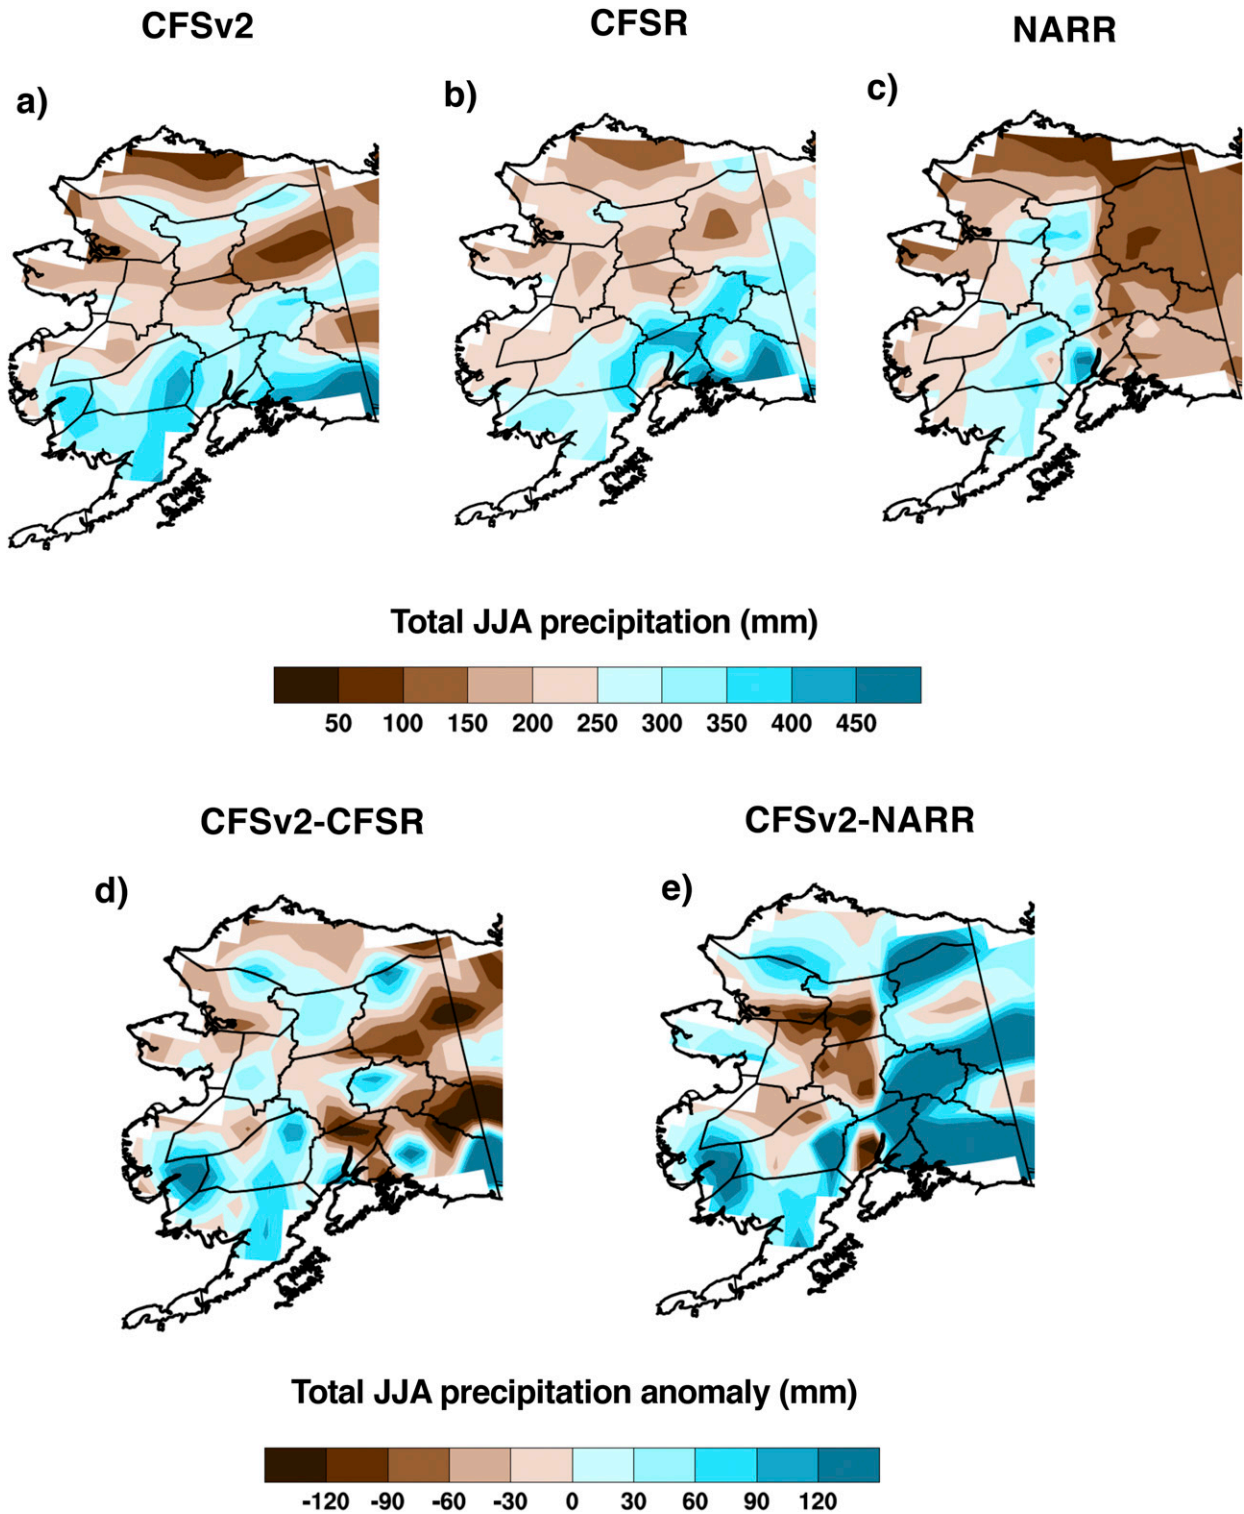 CFSv2 CFSR NARR
a) b) c)
Total JJA precipitation (mm)
50 100 150 200 250 300 350 400 450
CFSv2-CFSR CFSv2-NARR
d) e)
Total JJA precipitation anomaly (mm)
-120 -90 -60 -30 0 30 60 90 120